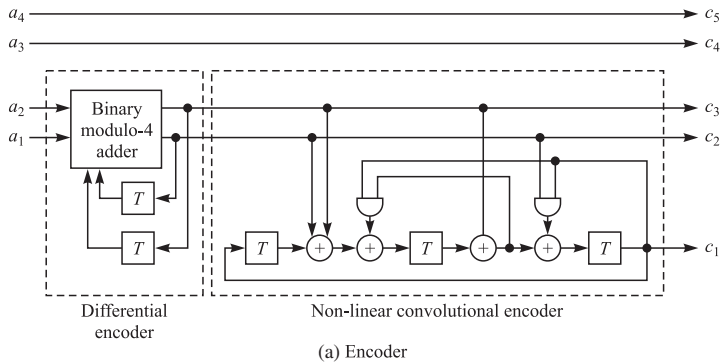 a4
c5
a3
c4
a2
Binary
modulo-4
adder
c3
a1
c2
T
T
T
+
+
T
+
+
T
c1
Differential
encoder
Non-linear convolutional encoder
(a) Encoder